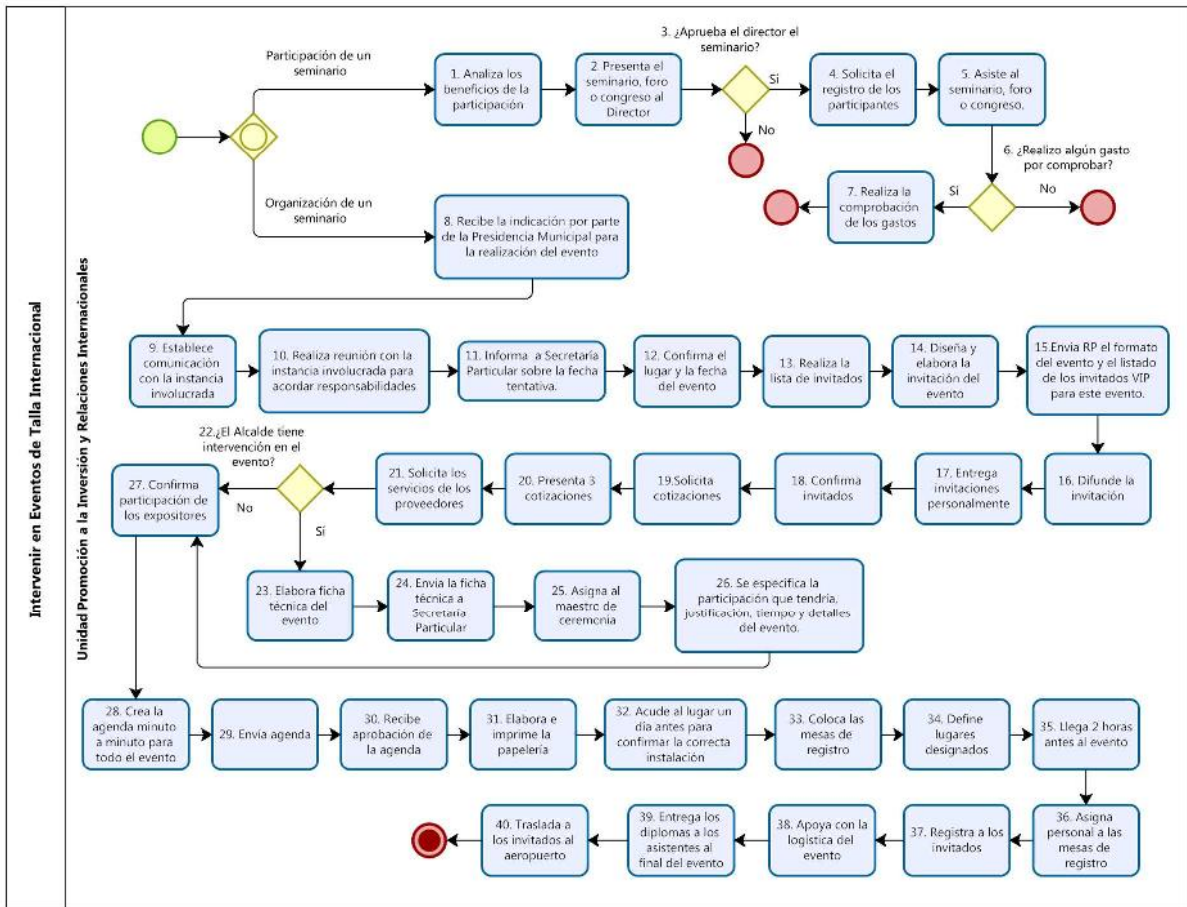 Intervenir en Eventos de Talla Internacional
Unidad Promoción a la Inversión y Relaciones Internacionales
Participación de un
seminario
1. Analiza los
beneficios de la
participación
2. Presenta el
seminario, foro
o congreso al
Director
3. ¿Aprueba el director el
seminario?
Si
No
4. Solicita el
registro de los
participantes
5. Asiste al
seminario, foro
o congreso.
6. ¿Realizo algún gasto
por comprobar?
Si
No
7. Realiza la
comprobación
de los gastos
Organización de un
seminario
8. Recibe la indicación por parte
de la Presidencia Municipal para
la realización del evento
9. Establece
comunicación
con la instancia
involucrada
10. Realiza reunión con la
instancia involucrada para
acordar responsabilidades
11. Informa a Secretaría
Particular sobre la fecha
tentativa.
12. Confirma el
lugar y la fecha
del evento
13. Realiza la
lista de invitados
14. Diseña y
elabora la
invitación del
evento
15.Envia RP el formato
del evento y el listado
de los invitados VIP
para este evento.
16. Difunde la
invitación
17. Entrega
invitaciones
personalmente
18. Confirma
invitados
19.Solicita
cotizaciones
20. Presenta 3
cotizaciones
21. Solicita los
servicios de los
proveedores
22.¿El Alcalde tiene
intervención en el
evento?
No
Sí
27. Confirma
participación de
los expositores
23. Elabora ficha
técnica del
evento
24. Envia la ficha
técnica a
Secretaría
Particular
25. Asigna al
maestro de
ceremonia
26. Se especifica la
participación que tendría,
justificación, tiempo y detalles
del evento.
28. Crea la
agenda minuto
a minuto para
todo el evento
29. Envía agenda
30. Recibe
aprobación de
la agenda
31. Elabora e
imprime la
papelería
32. Acude al lugar un
día antes para
confirmar la correcta
instalación
33. Coloca las
mesas de
registro
34. Define
lugares
designados
35. Llega 2 horas
antes al evento
36. Asigna
personal a las
mesas de
registro
37. Registra a los
invitados
38. Apoya con la
logística del
evento
39. Entrega los
diplomas a los
asistentes al
final del evento
40. Traslada a
los invitados al
aeropuerto